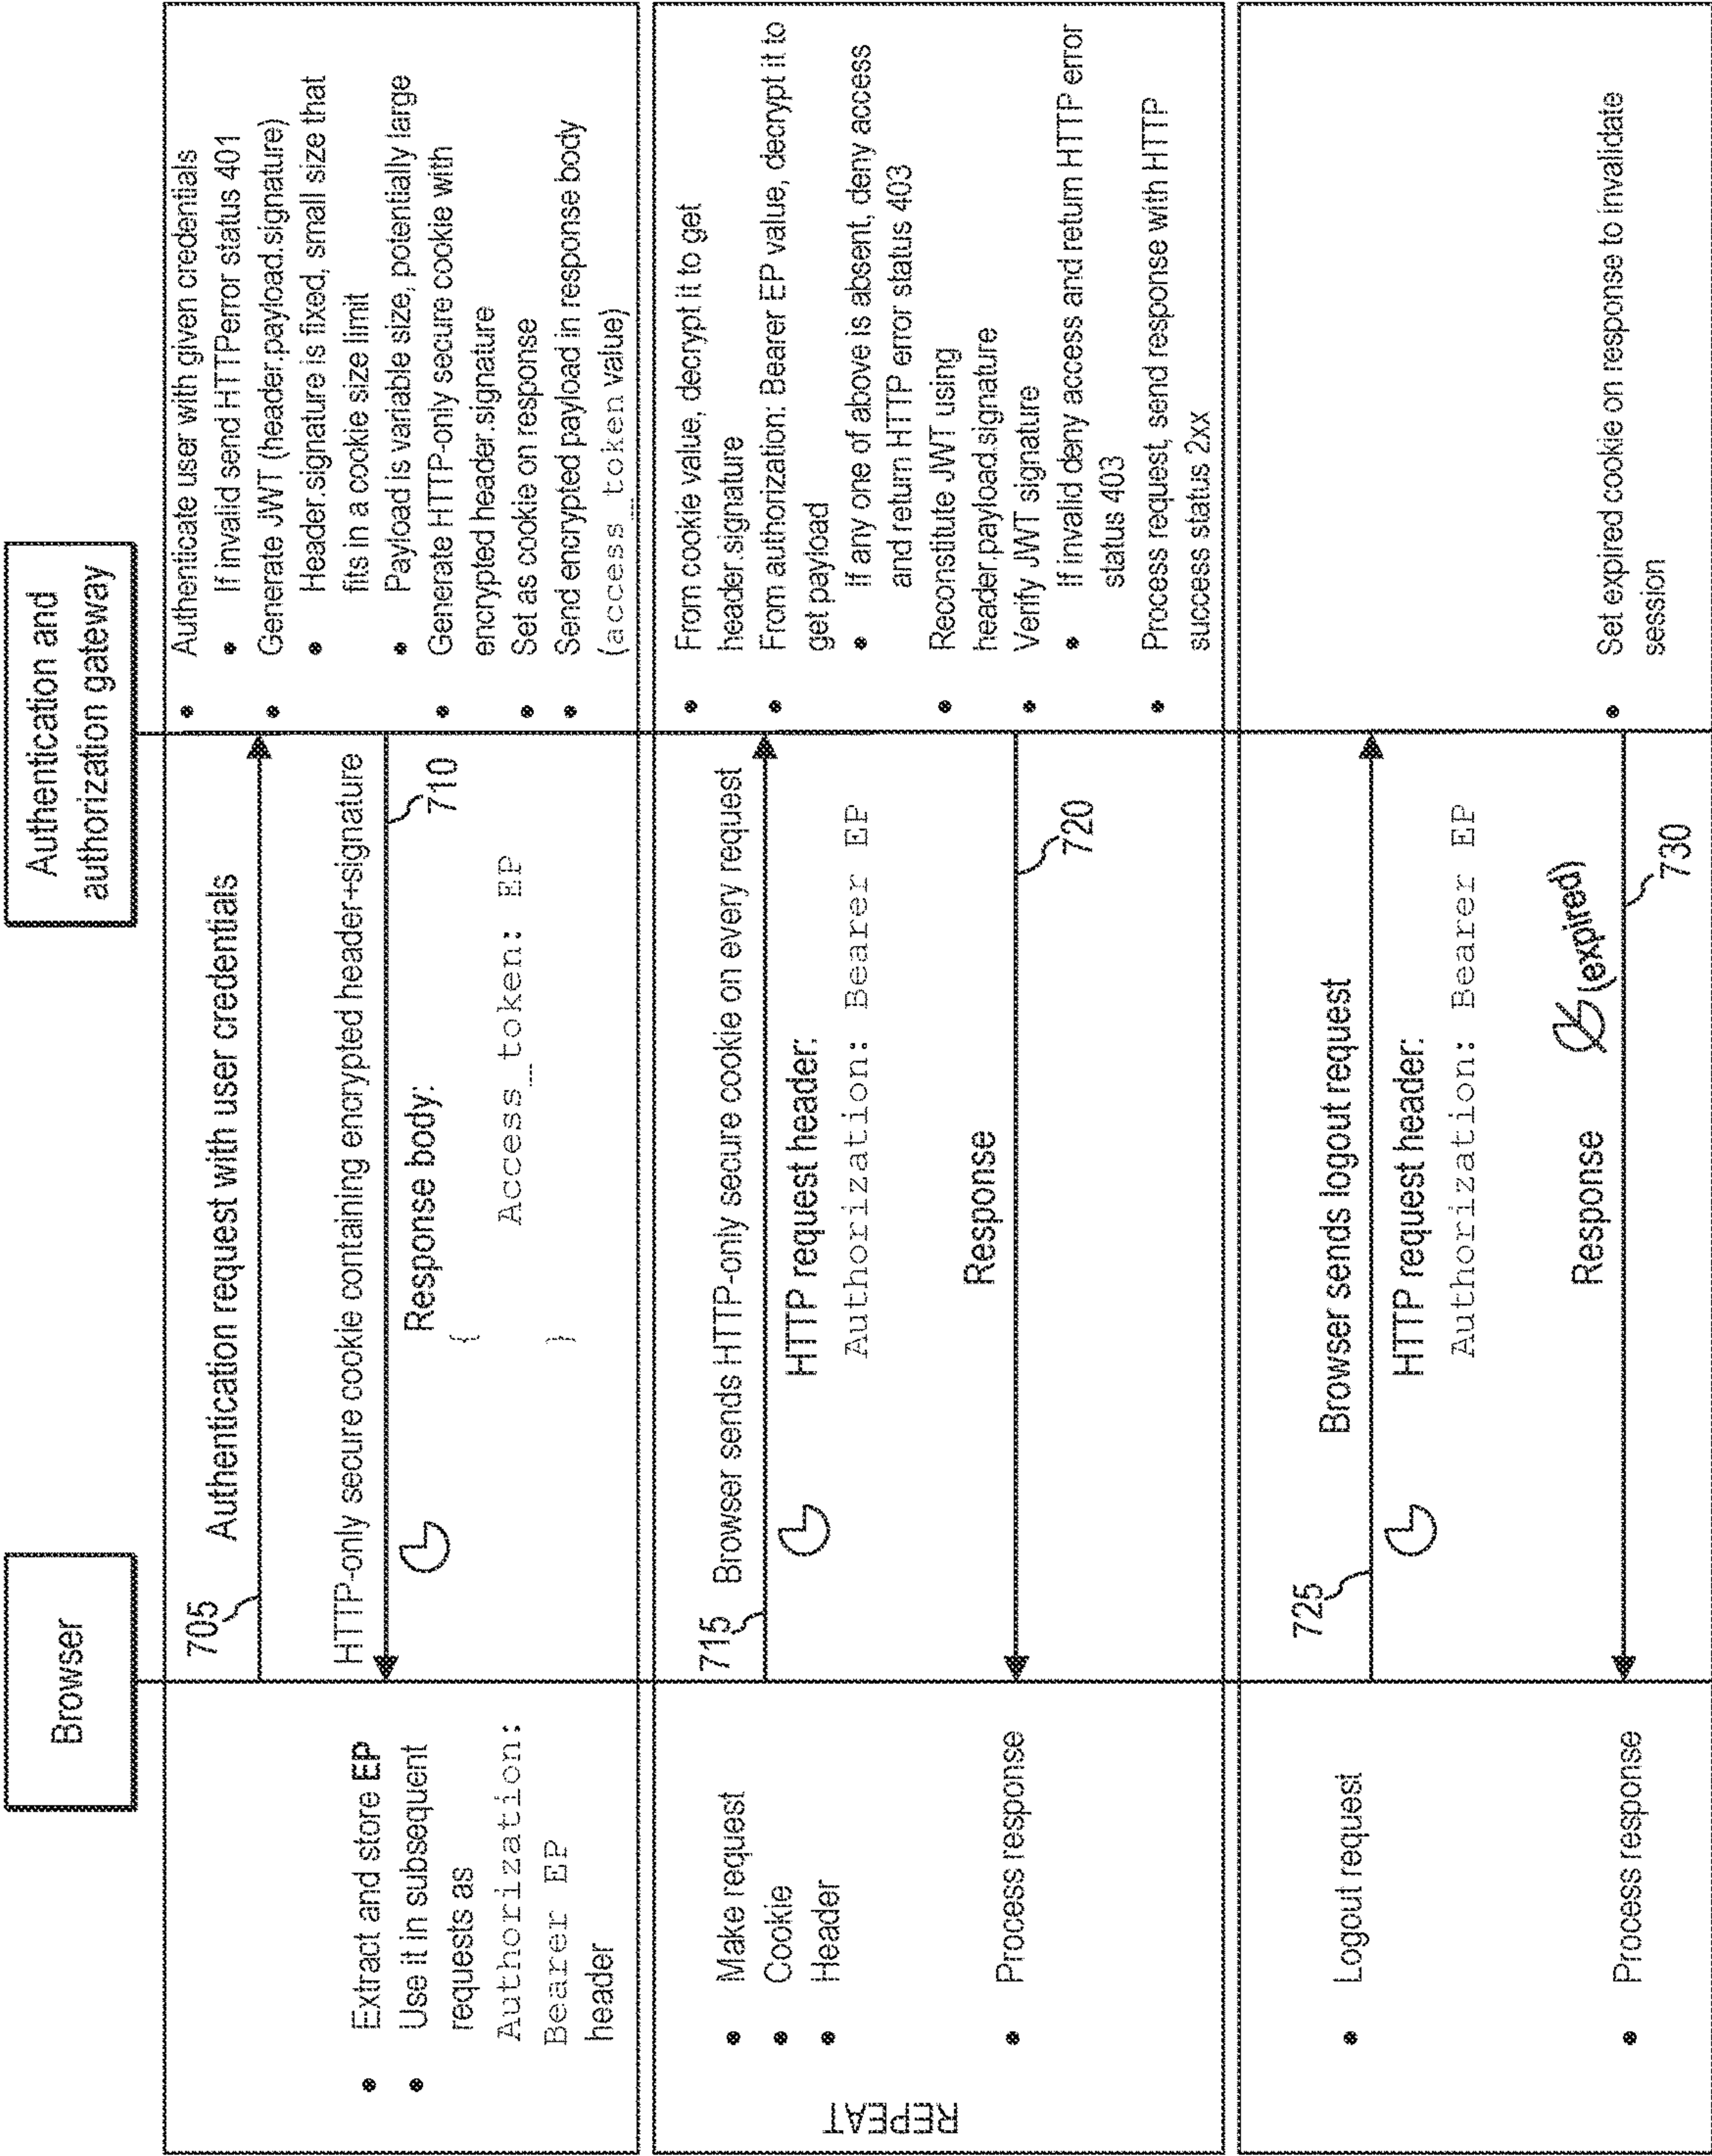 Browser
Authentication and
authorization gateway
• Extract and store EP
• Use it in subsequent
requests as
Authorization:
Bearer EP
header
705
Authentication request with user credentials
HTTP-only secure cookie containing encrypted header+signature
710
Response body:
{
Access_token: EP
}
• Authenticate user with given credentials
• If invalid send HTTPerror status 401
• Generate JWT (header.payload.signature)
• Header.signature is fixed, small size that
fits in a cookie size limit
• Payload is variable size, potentially large
• Generate HTTP-only secure cookie with
encrypted header.signature
• Set as cookie on response
• Send encrypted payload in response body
(access_token value)
REPEAT
• Make request
• Cookie
• Header
• Process response
715
Browser sends HTTP-only secure cookie on every request
HTTP request header:
Authorization: Bearer EP
Response
720
• From cookie value, decrypt it to get
header.signature
• From authorization: Bearer EP value, decrypt it to
get payload
• If any one of above is absent, deny access
and return HTTP error status 403
• Reconstitute JWT using
header.payload.signature
• Verify JWT signature
• If invalid deny access and return HTTP error
status 403
• Process request, send response with HTTP
success status 2xx
• Logout request
• Process response
725
Browser sends logout request
HTTP request header:
Authorization: Bearer EP
Response
(expired)
730
• Set expired cookie on response to invalidate
session